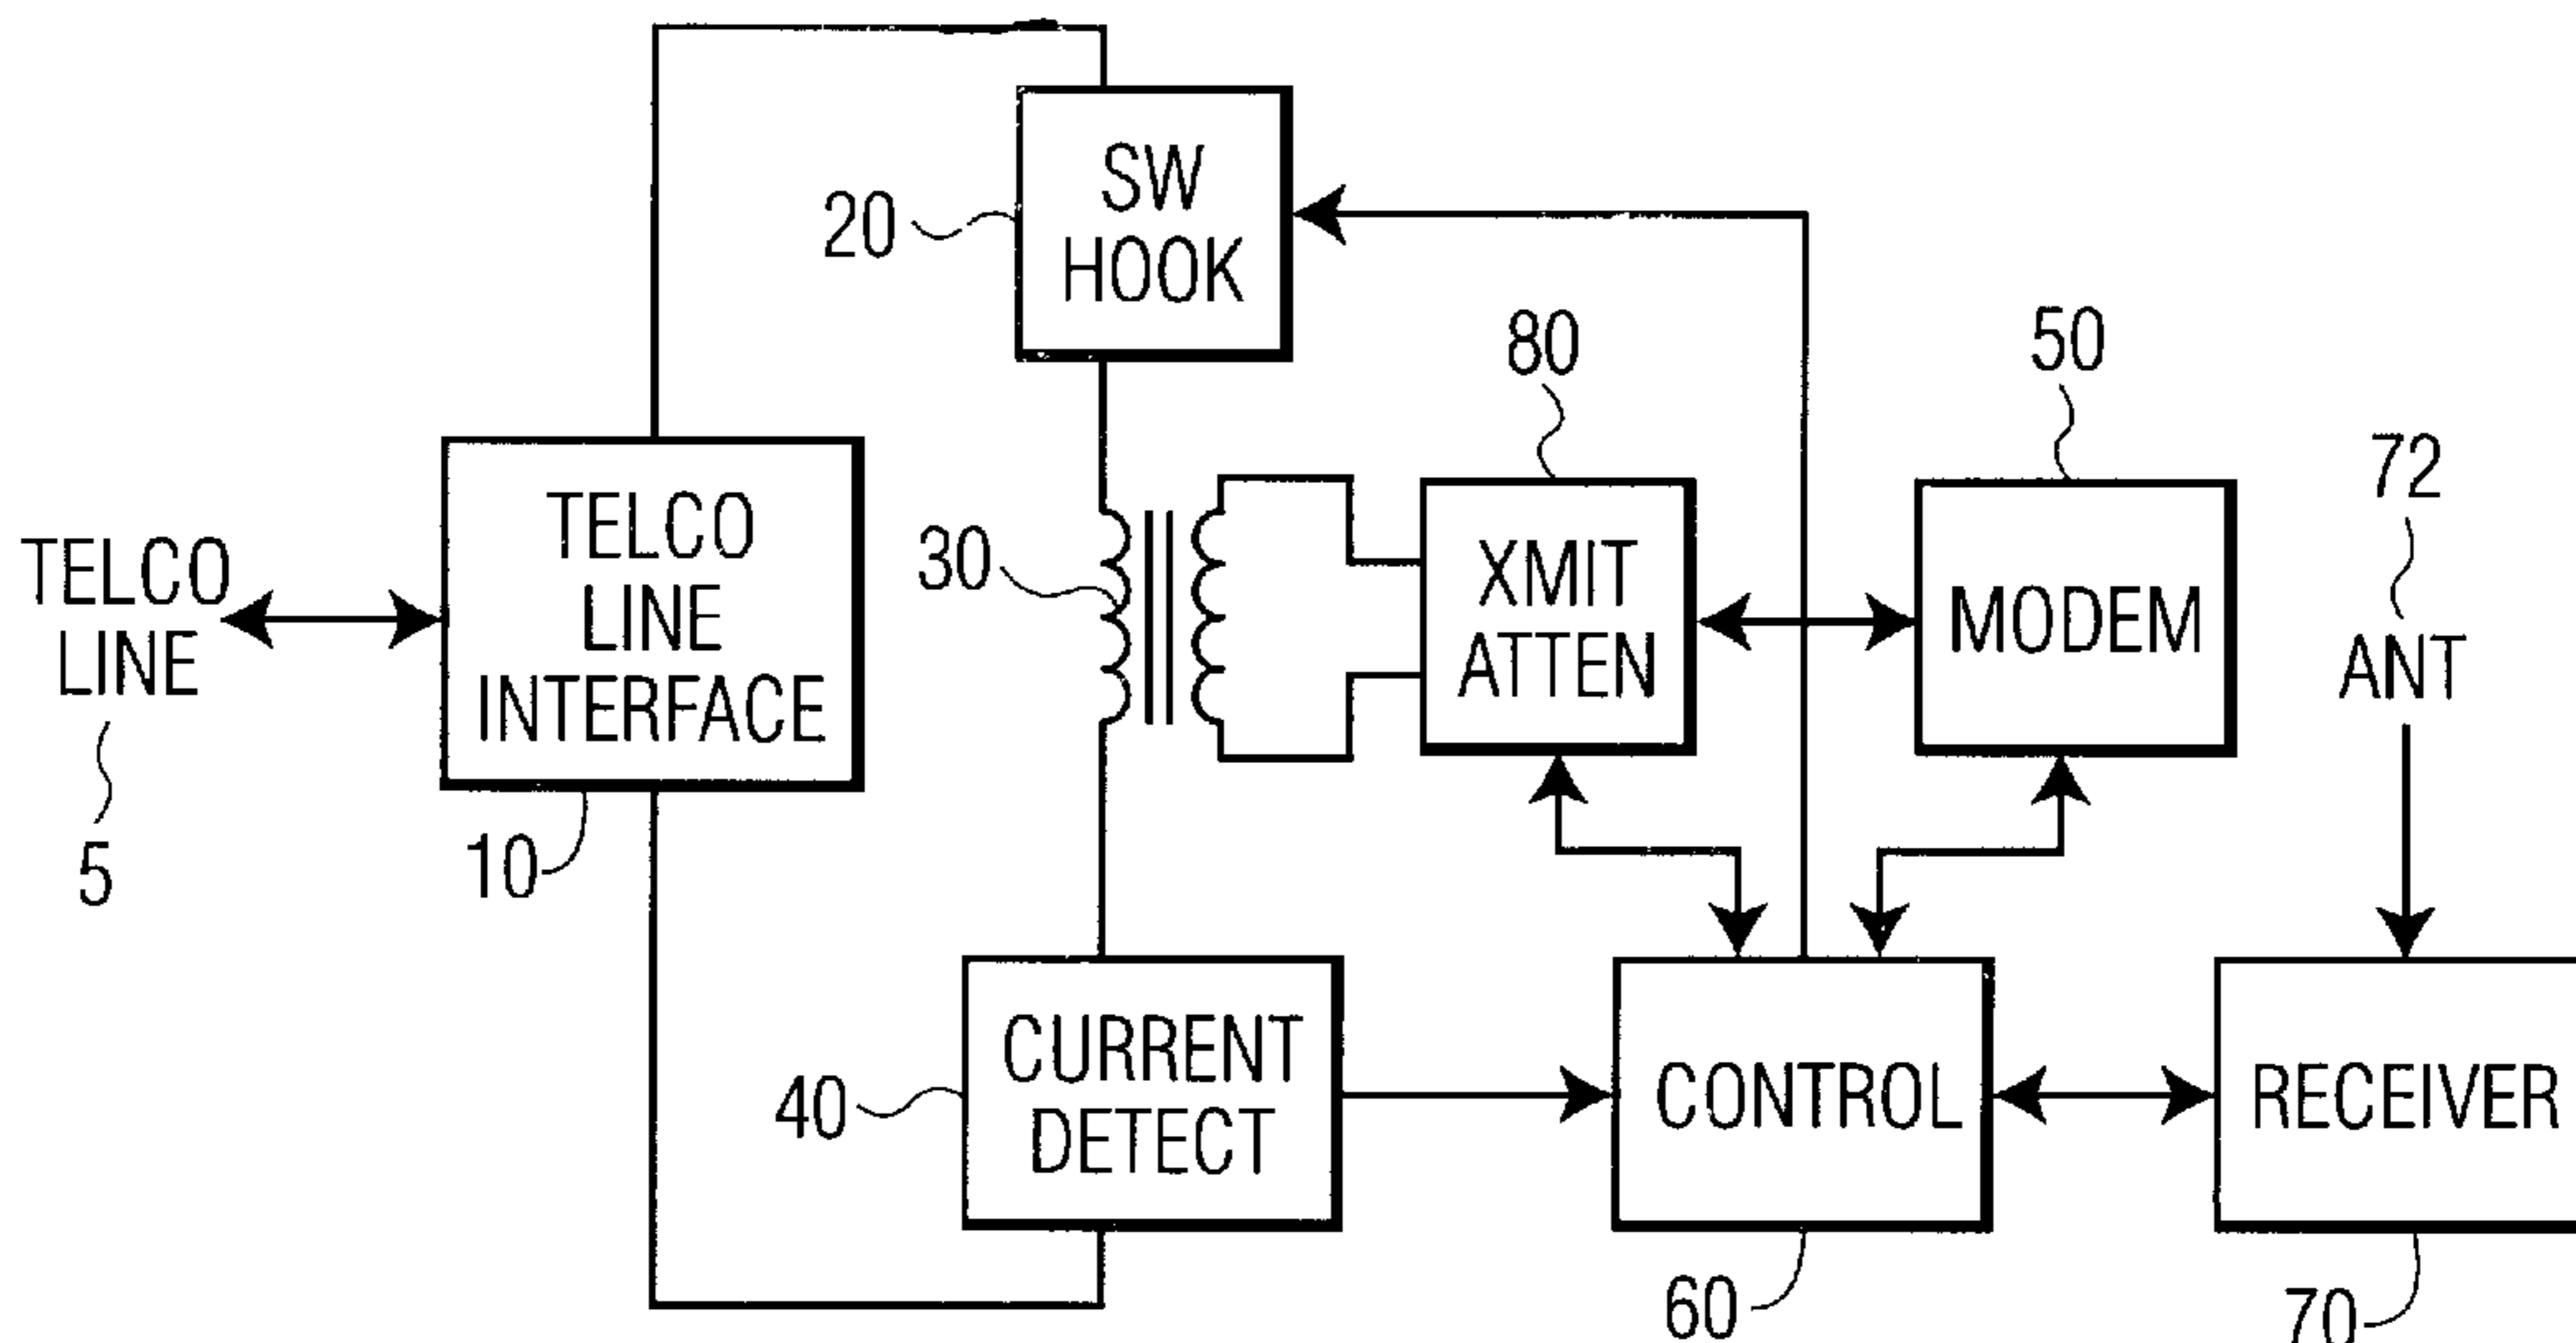 SW
HOOK
20
80
50
72
TELCO
LINE
5
TELCO
LINE
INTERFACE
10
30
XMIT
ATTEN
MODEM
ANT
CURRENT
DETECT
40
CONTROL
60
RECEIVER
70